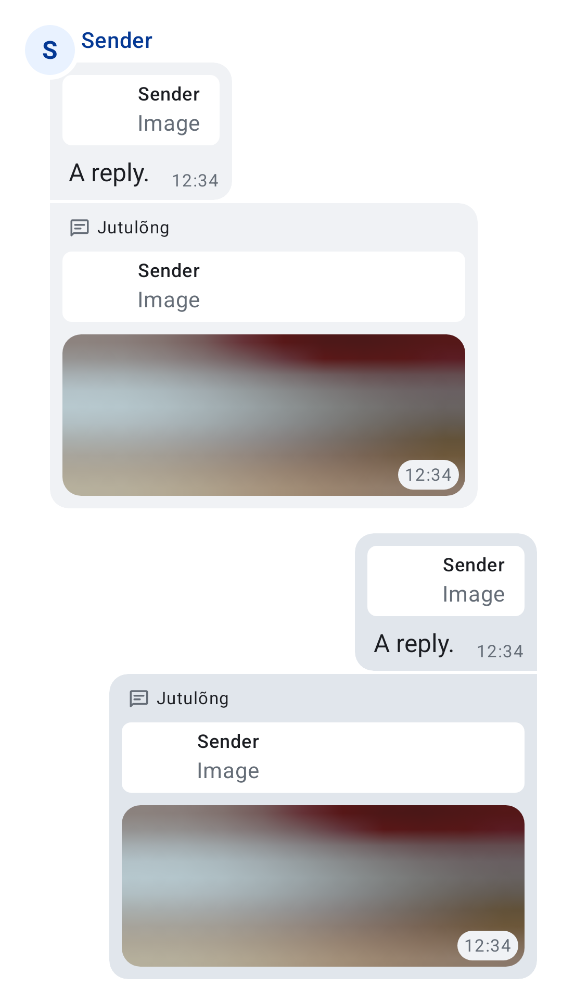 S
Sender
Sender
Image
A reply.
12:34
Jutulõng
Sender
Image
12:34
Sender
Image
A reply.
12:34
Jutulõng
Sender
Image
12:34